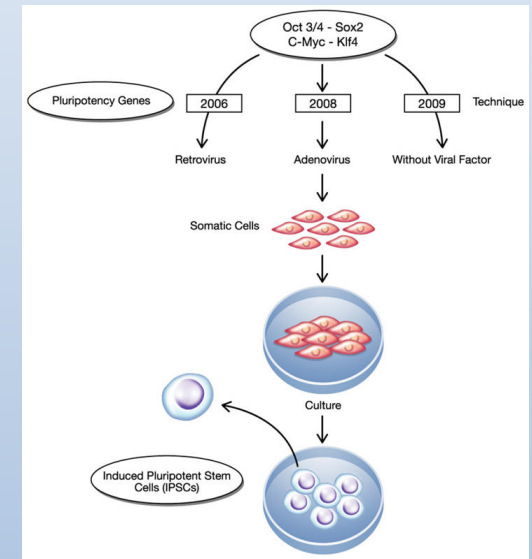 Oct 3/4 - Sox2
C-Myc - Klf4
Pluripotency Genes
2006
2008
2009
Technique
Retrovirus
Adenovirus
Without Viral Factor
Somatic Cells
Culture
Induced Pluripotent Stem
Cells (IPSCs)